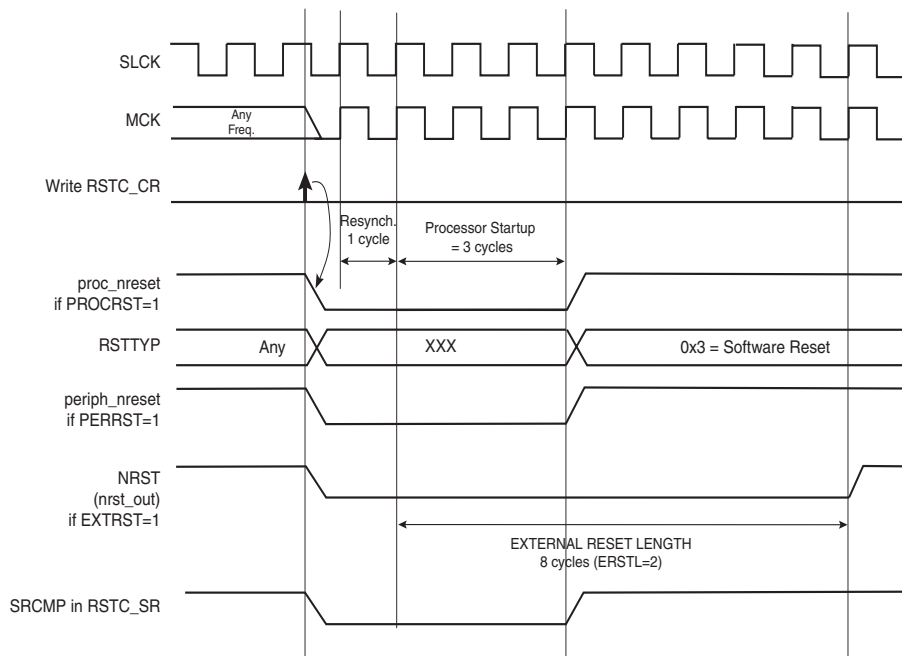 SLCK
MCK
Any
Freq.
Write RSTC_CR
Resynch.
1 cycle
Processor Startup
= 3 cycles
proc_nreset
if PROCRST=1
RSTTYP
Any
XXX
0x3 = Software Reset
periph_nreset
if PERRST=1
NRST
(nrst_out)
if EXTRST=1
EXTERNAL RESET LENGTH
8 cycles (ERSTL=2)
SRCMP in RSTC_SR